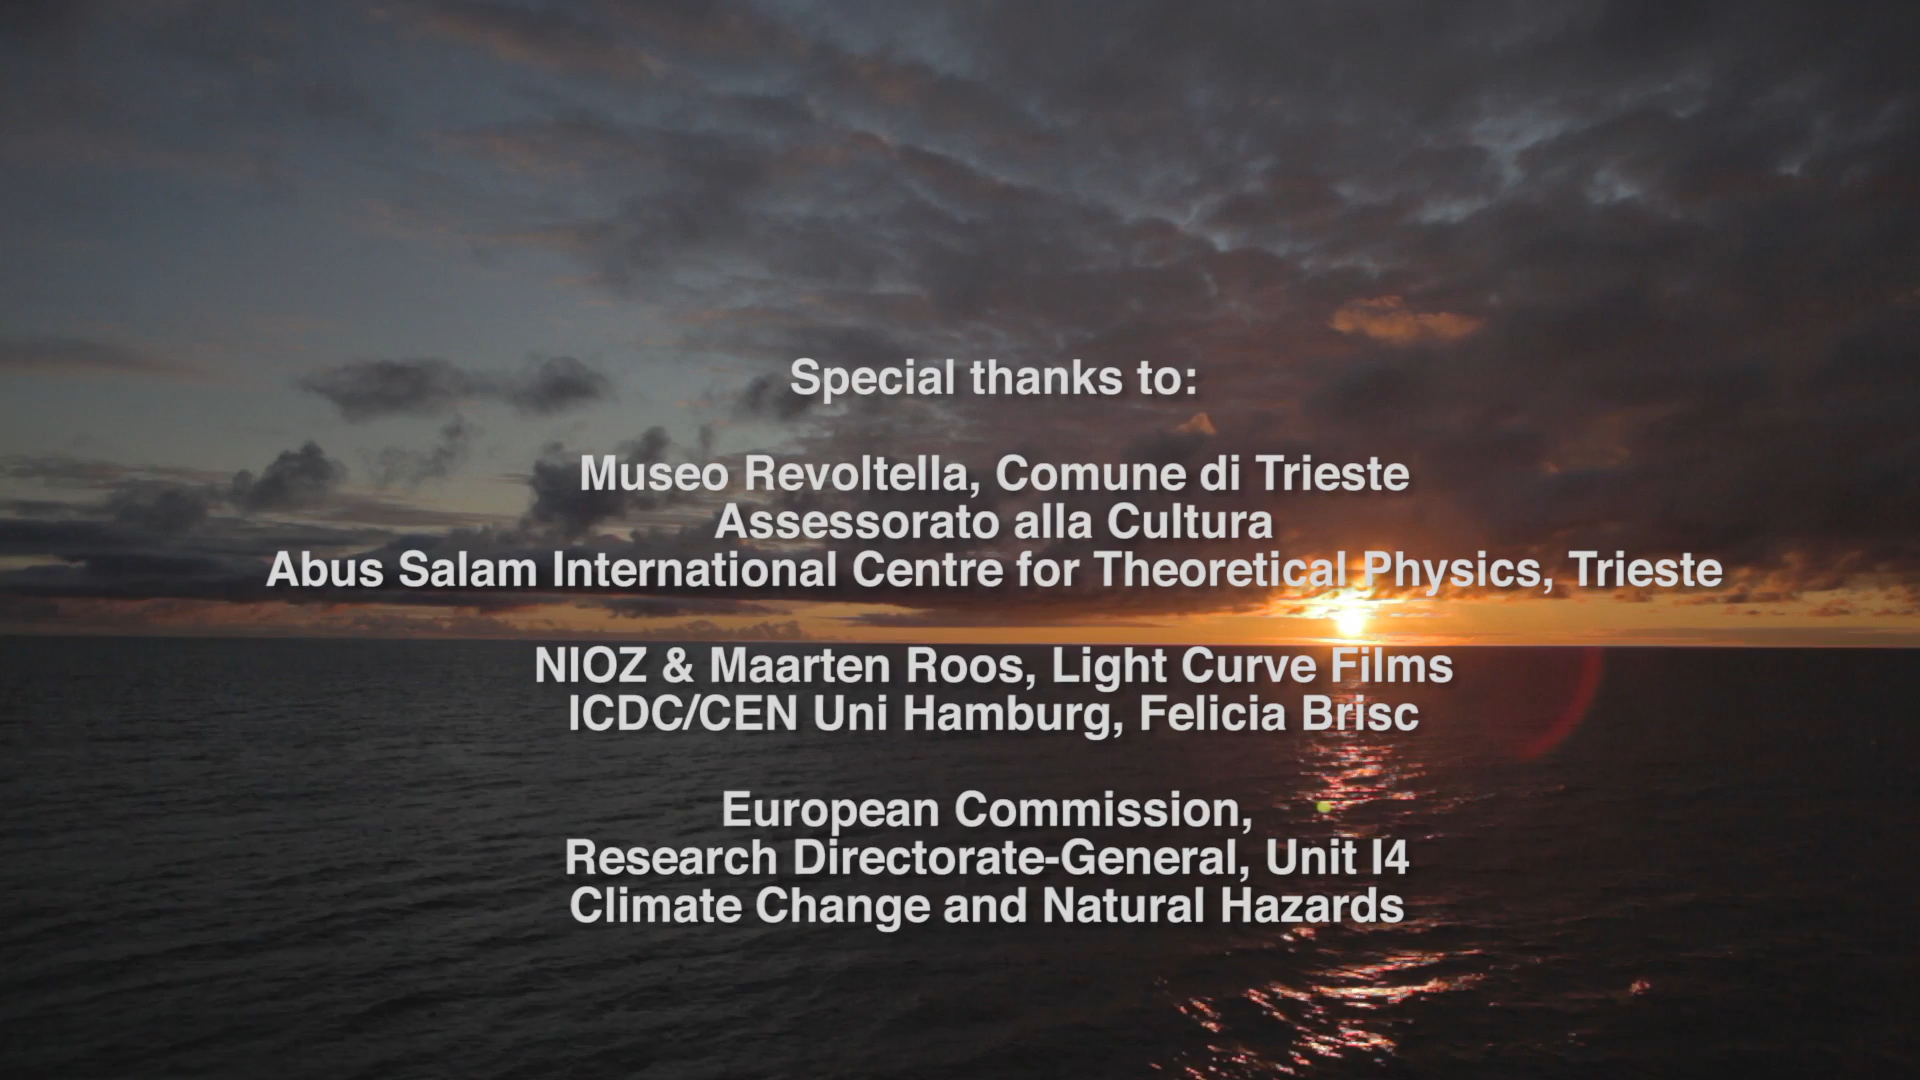 Special thanks to:
Museo Revoltella, Comune di Trieste
Assessorato alla Cultura
Abus Salam International Centre for Theoretical Physics, Trieste
NIOZ & Maarten Roos, Light Curve Films
ICDC/CEN Uni Hamburg, Felicia Brisc
European Commission,
Research Directorate-General, Unit I4
Climate Change and Natural Hazards